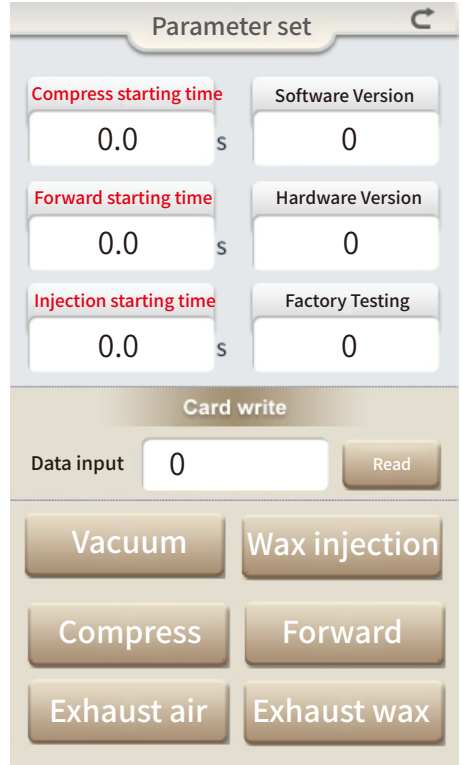 Parameter set
Compress starting time Software Version
0.0 s 0
Forward starting time Hardware Version
0.0 s 0
Injection starting time Factory Testing
0.0 s 0
Card write
Data input 0 Read
Vacuum Wax injection
Compress Forward
Exhaust air Exhaust wax